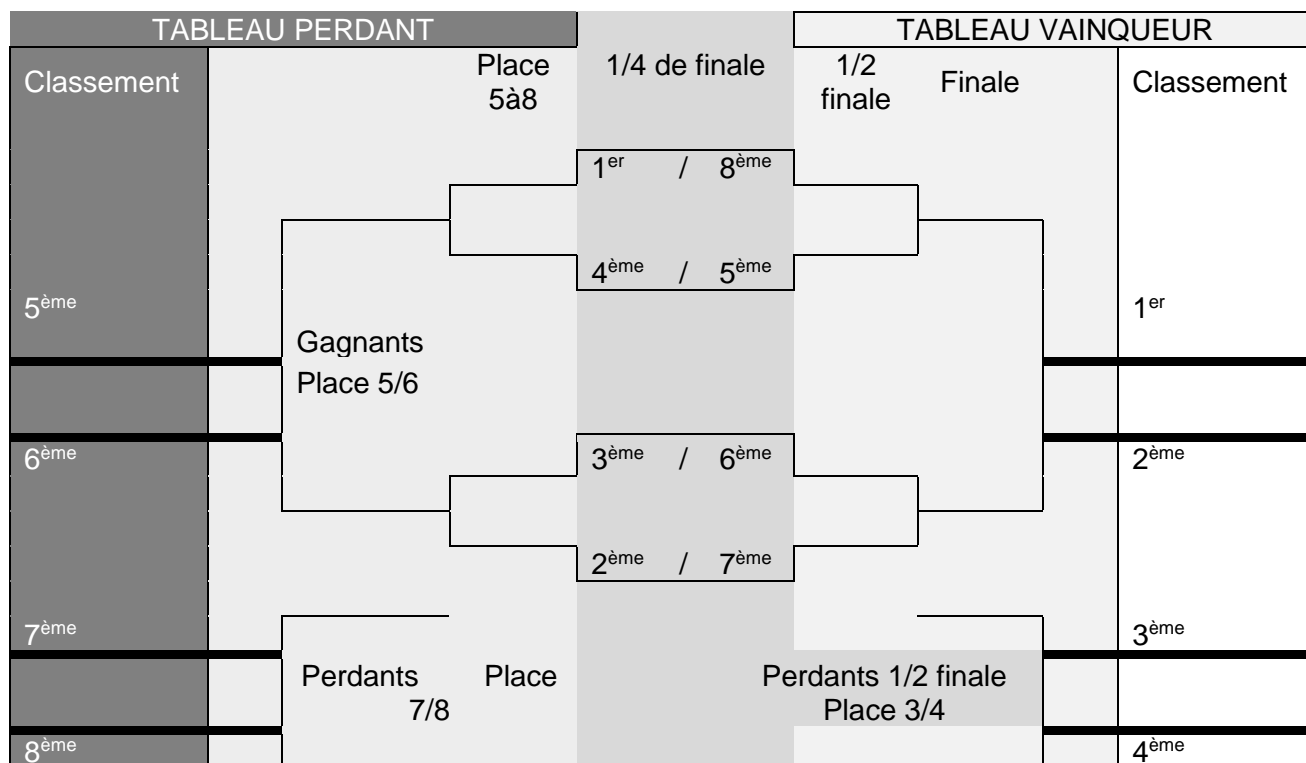 TABLEAU PERDANT TABLEAU VAINQUEUR
Classement Place 5à8 1/4 de finale 1/2 finale Finale Classement
1er / 8ème
4ème / 5ème
5ème 1er
Gagnants
Place 5/6
6ème 3ème / 6ème 2ème
2ème / 7ème
7ème 3ème
Perdants Place Perdants 1/2 finale
7/8 Place 3/4
8ème 4ème